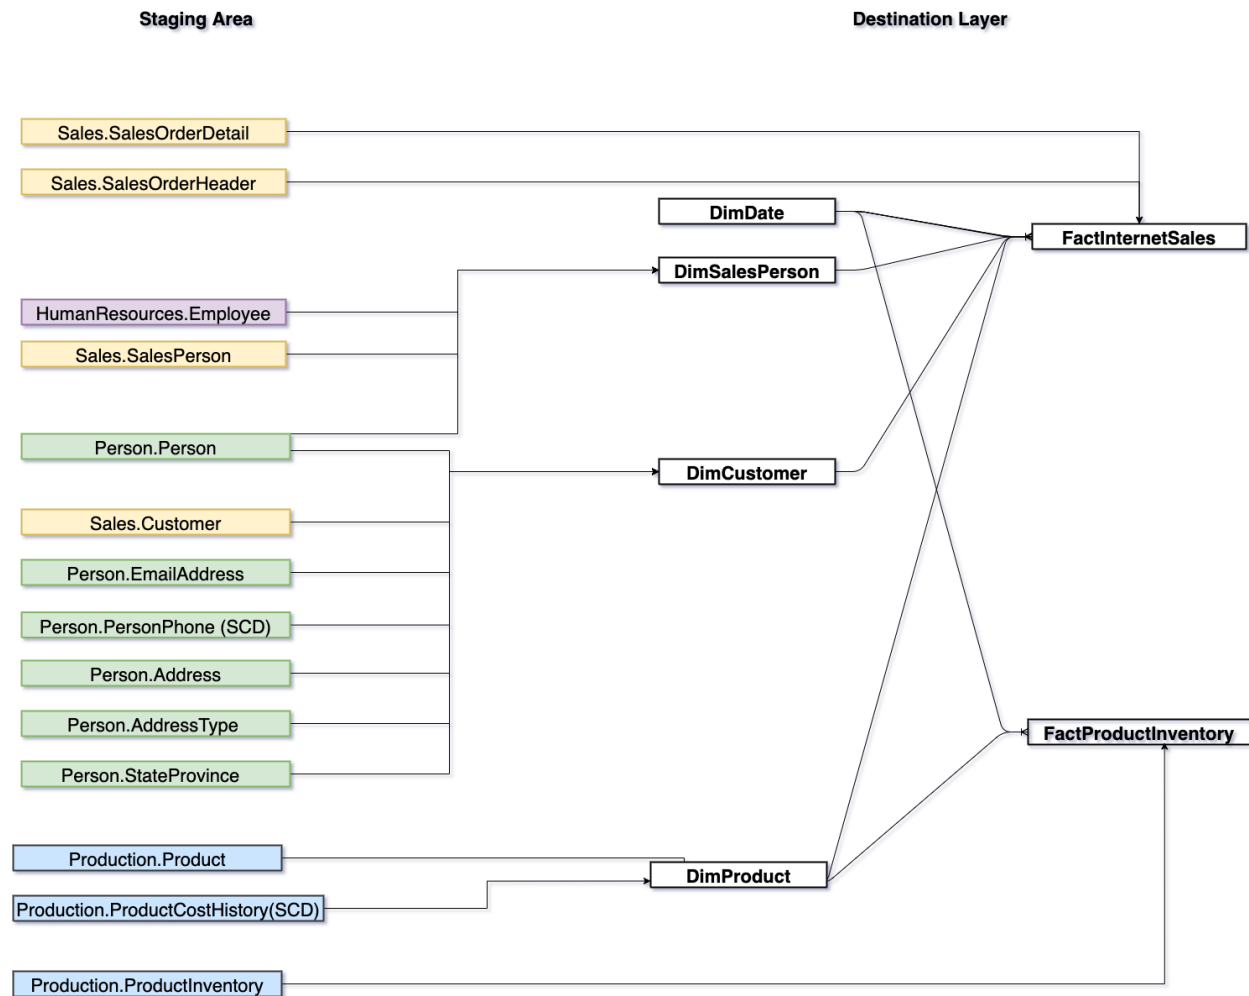 Staging Area
Destination Layer
Sales.SalesOrderDetail
Sales.SalesOrderHeader
DimDate
FactInternetSales
DimSalesPerson
HumanResources.Employee
Sales.SalesPerson
Person.Person
DimCustomer
Sales.Customer
Person.EmailAddress
Person.PersonPhone (SCD)
Person.Address
Person.AddressType
FactProductInventory
Person.StateProvince
Production.Product
DimProduct
Production.ProductCostHistory(SCD)
Production.ProductInventory